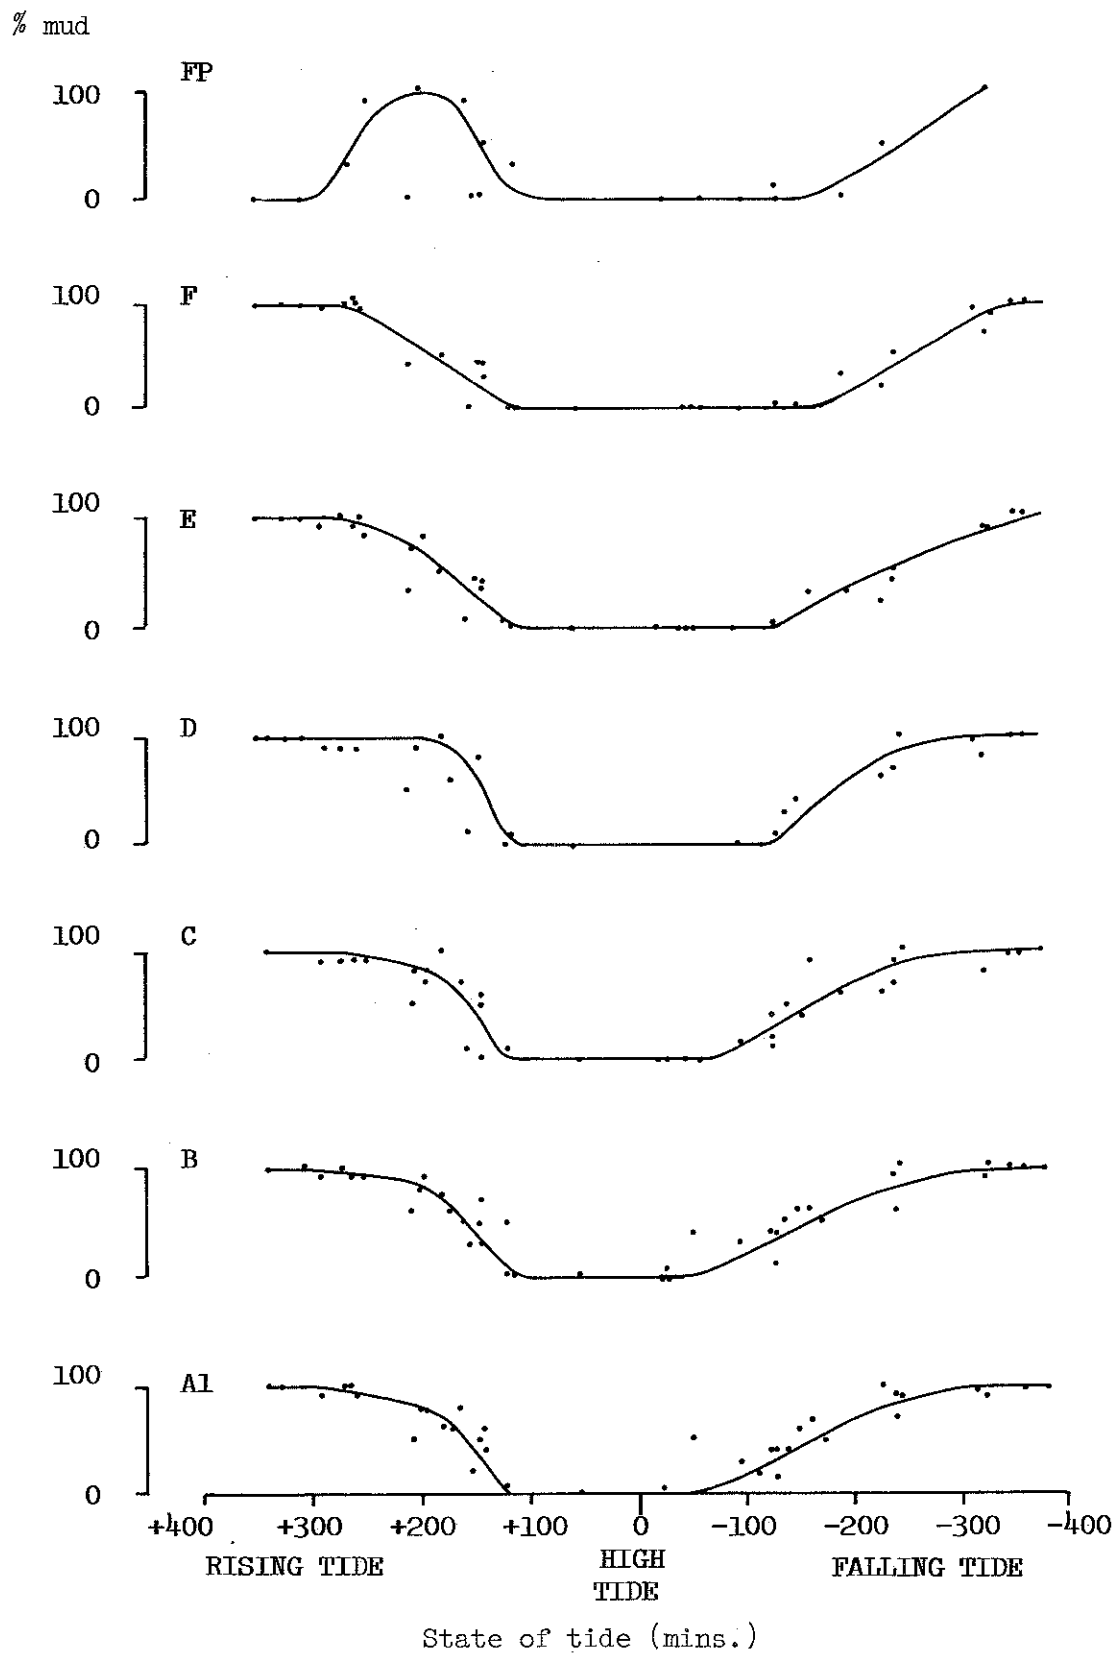 % mud
FP
100
0
100
F
0
100
E
0
100
D
0
100
C
0
100
B
0
100
A1
0
+400 +300 +200 +100 0 -100 -200 -300 -400
RISING TIDE HIGH TIDE FALLING TIDE
State of tide (mins.)